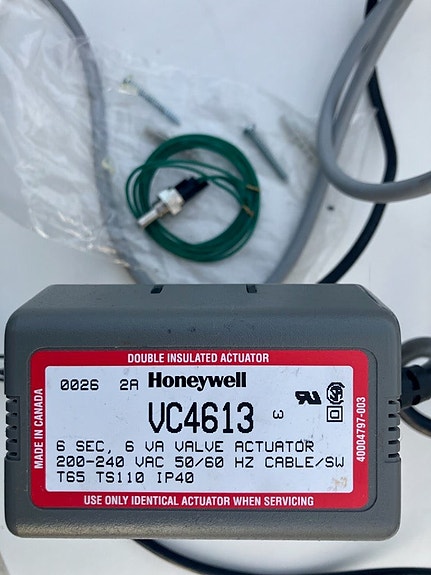 DOUBLE INSULATED ACTUATOR
0026 2A Honeywell
VC4613 3
6 SEC, 6 VA VALVE ACTUATOR
200-240 VAC 50/60 HZ CABLE/SW
T65 TS110 IP40
USE ONLY IDENTICAL ACTUATOR WHEN SERVICING
MADE IN CANADA
40004797-003